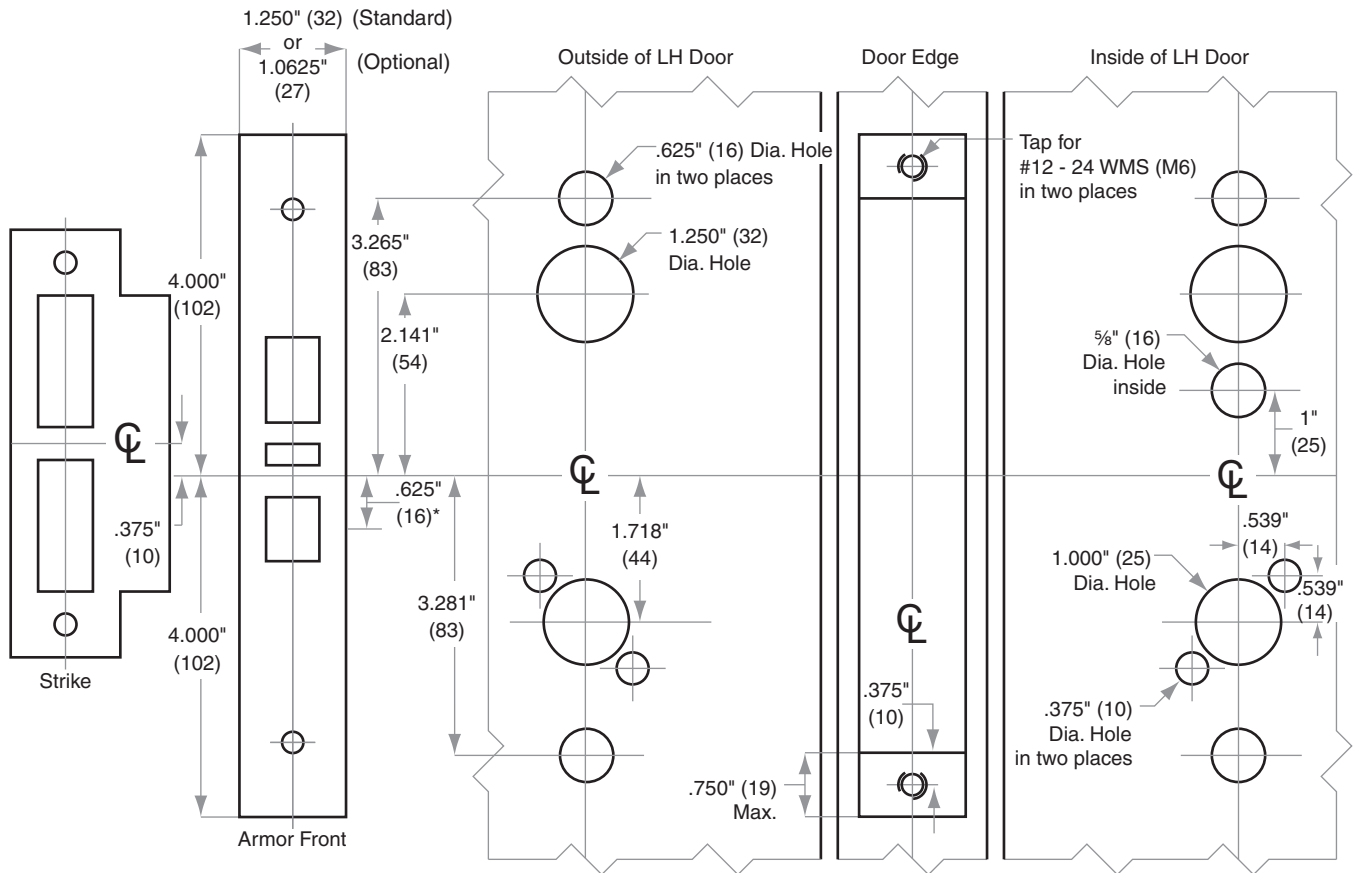 1.250" (32) (Standard)
or
1.0625" (Optional)
(27)
Outside of LH Door
Door Edge
Inside of LH Door
.625" (16) Dia. Hole
in two places
Tap for
#12 - 24 WMS (M6)
in two places
3.265"
(83)
1.250" (32)
Dia. Hole
4.000"
(102)
2.141"
(54)
⅝" (16)
Dia. Hole
inside
1"
(25)
℄
℄
℄
.625"
(16)*
.375"
(10)
1.718"
(44)
.539"
(14)
1.000" (25)
Dia. Hole
.539"
(14)
3.281"
(83)
℄
4.000"
(102)
Strike
.375"
(10)
.375" (10)
Dia. Hole
in two places
.750" (19)
Max.
Armor Front